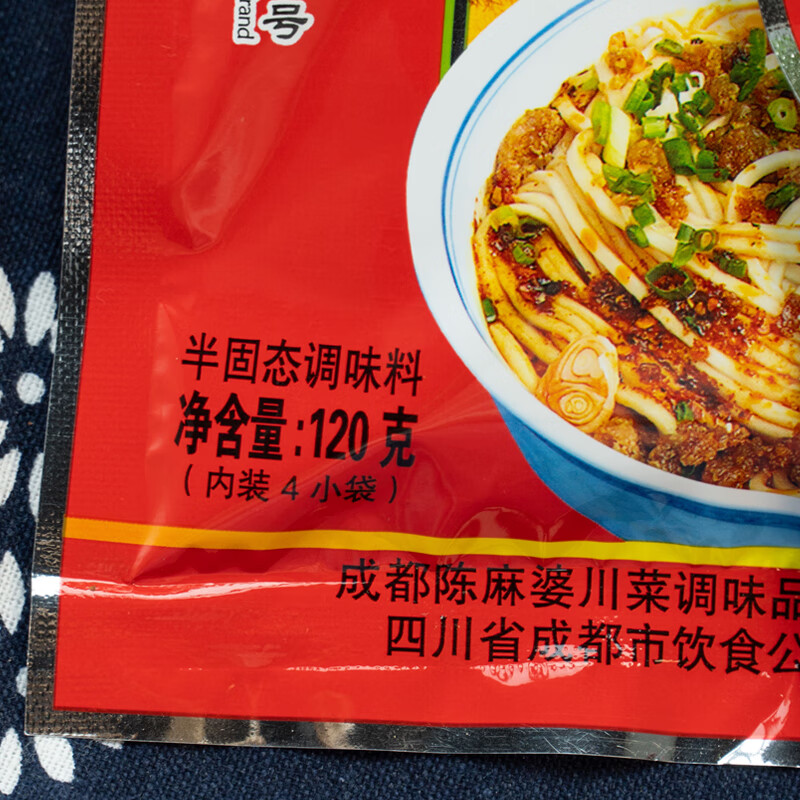 号
rand
半固态调味料
净含量:120克
（内装4小袋）
成都陈麻婆川菜调味品
四川省成都市饮食公